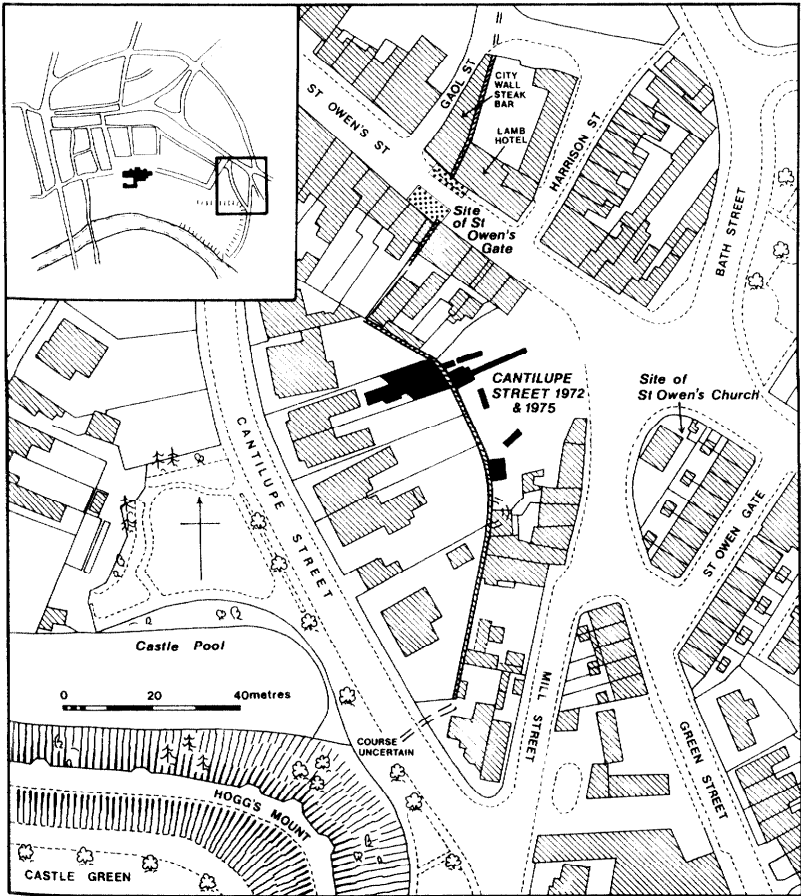 GAOL ST
CITY
WALL
STEAK
BAR
LAMB
HOTEL
ST OWEN'S ST
HARRISON ST
BATH STREET
Site
of St
Owen's
Gate
CANTILUPE
STREET 1972
& 1975
Site of
St Owen's Church
CANTILUPE STREET
ST OWEN GATE
Castle Pool
0 20 40metres
COURSE
UNCERTAIN
MILL STREET
GREEN STREET
HOGG'S MOUNT
CASTLE GREEN